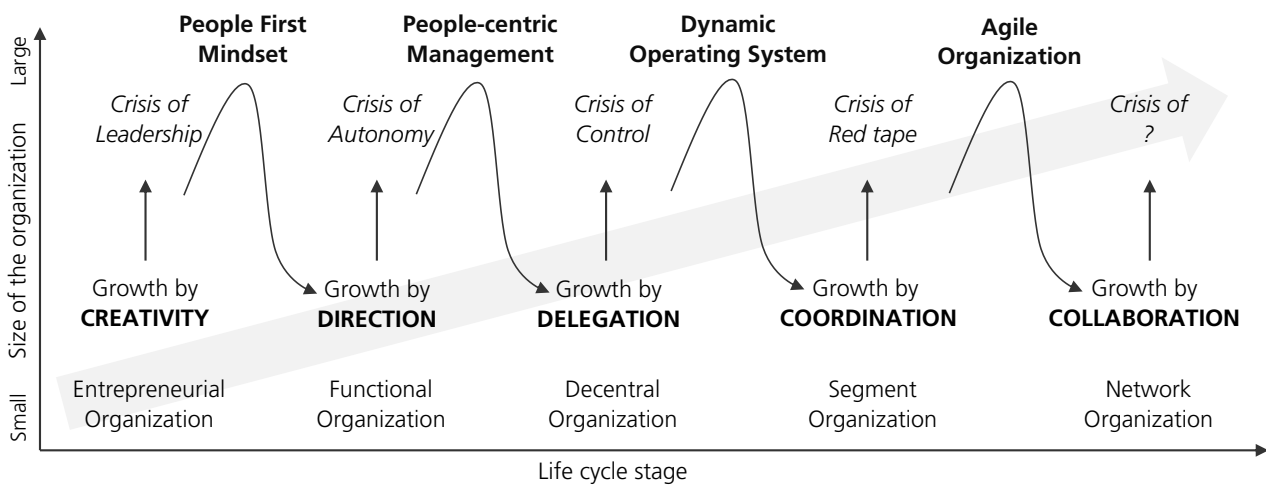 People First
Mindset
People-centric
Management
Dynamic
Operating System
Agile
Organization
Large
Size of the organization
Small
Crisis of
Leadership
Crisis of
Autonomy
Crisis of
Control
Crisis of
Red tape
Crisis of
?
Growth by
CREATIVITY
Growth by
DIRECTION
Growth by
DELEGATION
Growth by
COORDINATION
Growth by
COLLABORATION
Entrepreneurial
Organization
Functional
Organization
Decentral
Organization
Segment
Organization
Network
Organization
Life cycle stage